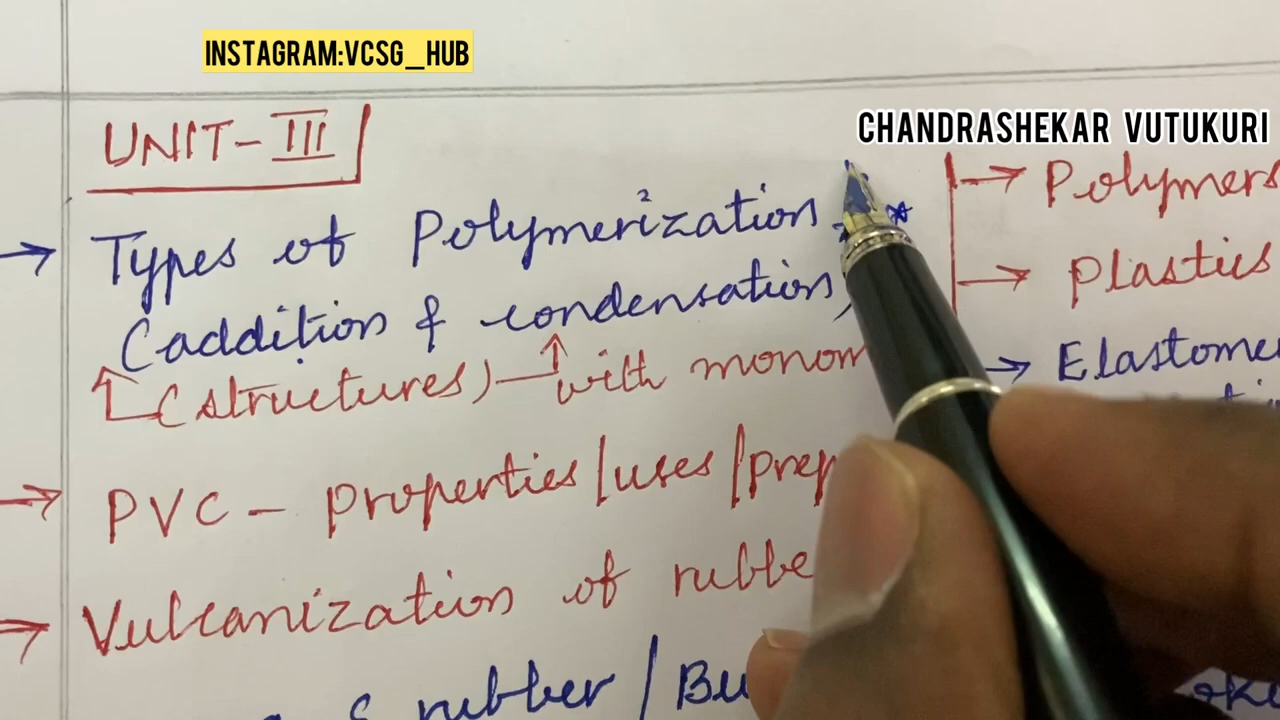 INSTAGRAM:VCSG_HUB
CHANDRASHEKAR VUTUKURI
UNIT-III
→ Types of Polymerization
(addition & condensation)
(structures) with monom
→ PVC - properties/uses/prep
→ Vulcanization of rubbe
S rubber / Bu
→ Polymers
→ plastics
→ Elastome